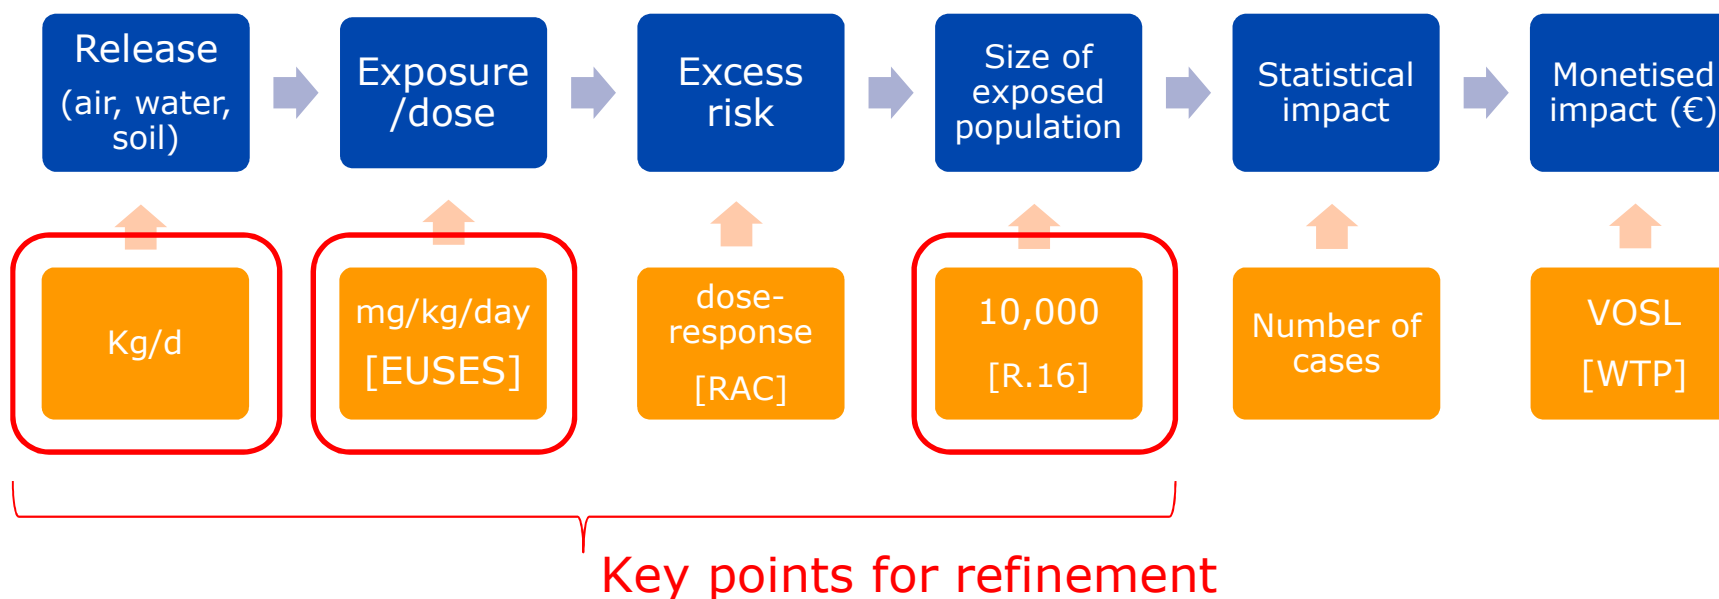 Release
(air, water,
soil)
Exposure
/dose
Excess
risk
Size of
exposed
population
Statistical
impact
Monetised
impact (€)
Kg/d
mg/kg/day
[EUSES]
dose-
response
[RAC]
10,000
[R.16]
Number of
cases
VOSL
[WTP]
Key points for refinement